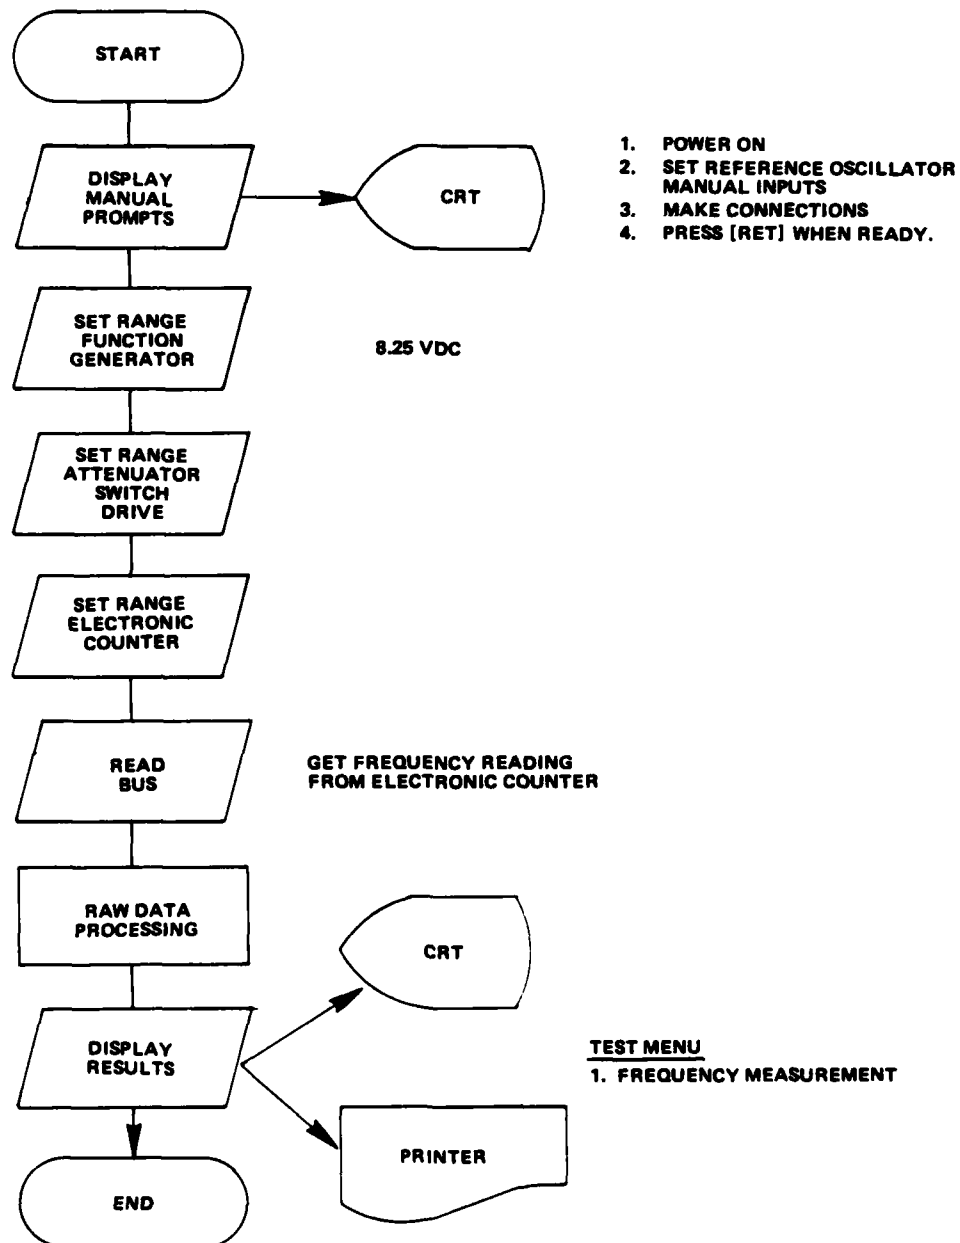 START
DISPLAY
MANUAL
PROMPTS
CRT
1. POWER ON
2. SET REFERENCE OSCILLATOR
MANUAL INPUTS
3. MAKE CONNECTIONS
4. PRESS [RET] WHEN READY.
SET RANGE
FUNCTION
GENERATOR
8.25 VDC
SET RANGE
ATTENUATOR
SWITCH
DRIVE
SET RANGE
ELECTRONIC
COUNTER
READ
BUS
GET FREQUENCY READING
FROM ELECTRONIC COUNTER
RAW DATA
PROCESSING
CRT
DISPLAY
RESULTS
TEST MENU
1. FREQUENCY MEASUREMENT
PRINTER
END